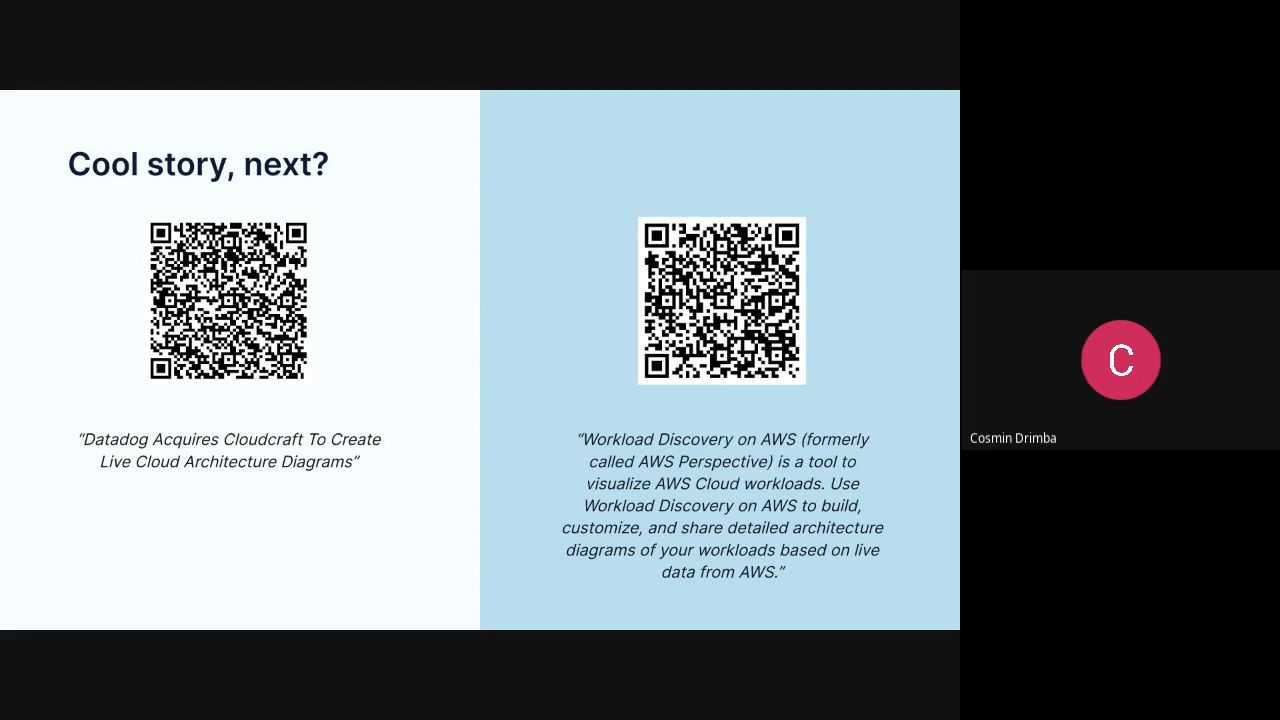 Cool story, next?
“Datadog Acquires Cloudcraft To Create
Live Cloud Architecture Diagrams”
“Workload Discovery on AWS (formerly
called AWS Perspective) is a tool to
visualize AWS Cloud workloads. Use
Workload Discovery on AWS to build,
customize, and share detailed architecture
diagrams of your workloads based on live
data from AWS.”
C
Cosmin Drimba